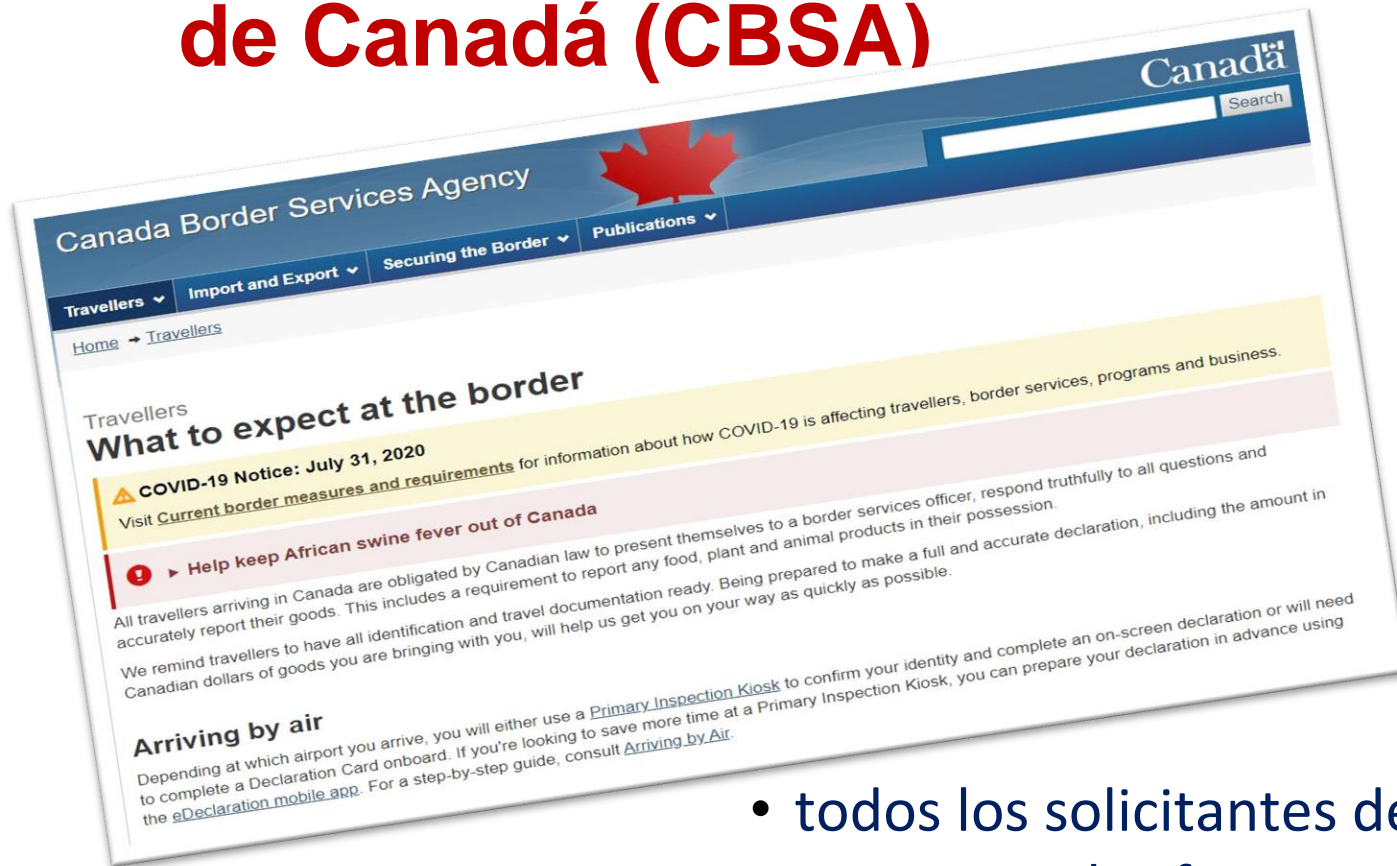 de Canadá (CBSA)
Canada
Search
Canada Border Services Agency
Travellers Import and Export Securing the Border Publications
Home → Travellers
Travellers
What to expect at the border
COVID-19 Notice: July 31, 2020
Visit Current border measures and requirements for information about how COVID-19 is affecting travellers, border services, programs and business.
► Help keep African swine fever out of Canada
All travellers arriving in Canada are obligated by Canadian law to present themselves to a border services officer, respond truthfully to all questions and
accurately report their goods. This includes a requirement to report any food, plant and animal products in their possession.
We remind travellers to have all identification and travel documentation ready. Being prepared to make a full and accurate declaration, including the amount in
Canadian dollars of goods you are bringing with you, will help us get you on your way as quickly as possible.
Arriving by air
Depending at which airport you arrive, you will either use a Primary Inspection Kiosk to confirm your identity and complete an on-screen declaration or will need
to complete a Declaration Card onboard. If you're looking to save more time at a Primary Inspection Kiosk, you can prepare your declaration in advance using
the eDeclaration mobile app. For a step-by-step guide, consult Arriving by Air.
• todos los solicitantes de